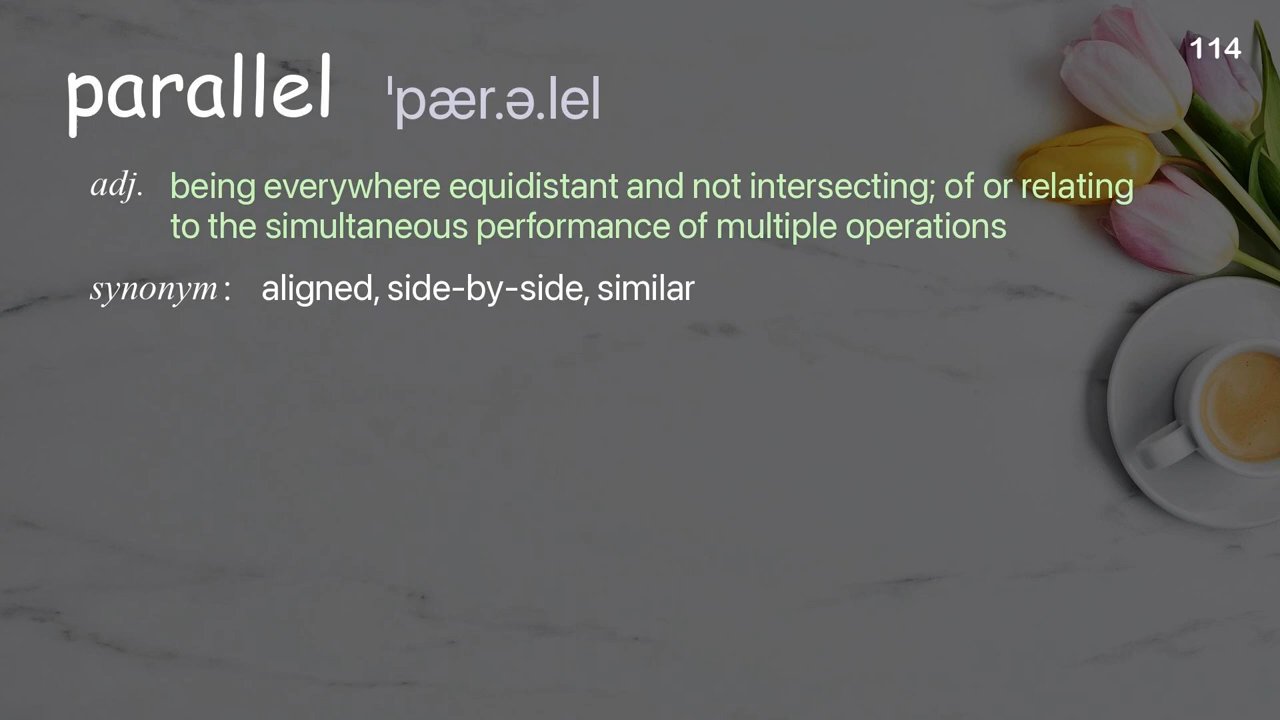 114
parallel ˈpær.ə.lel
adj. being everywhere equidistant and not intersecting; of or relating
to the simultaneous performance of multiple operations
synonym: aligned, side-by-side, similar